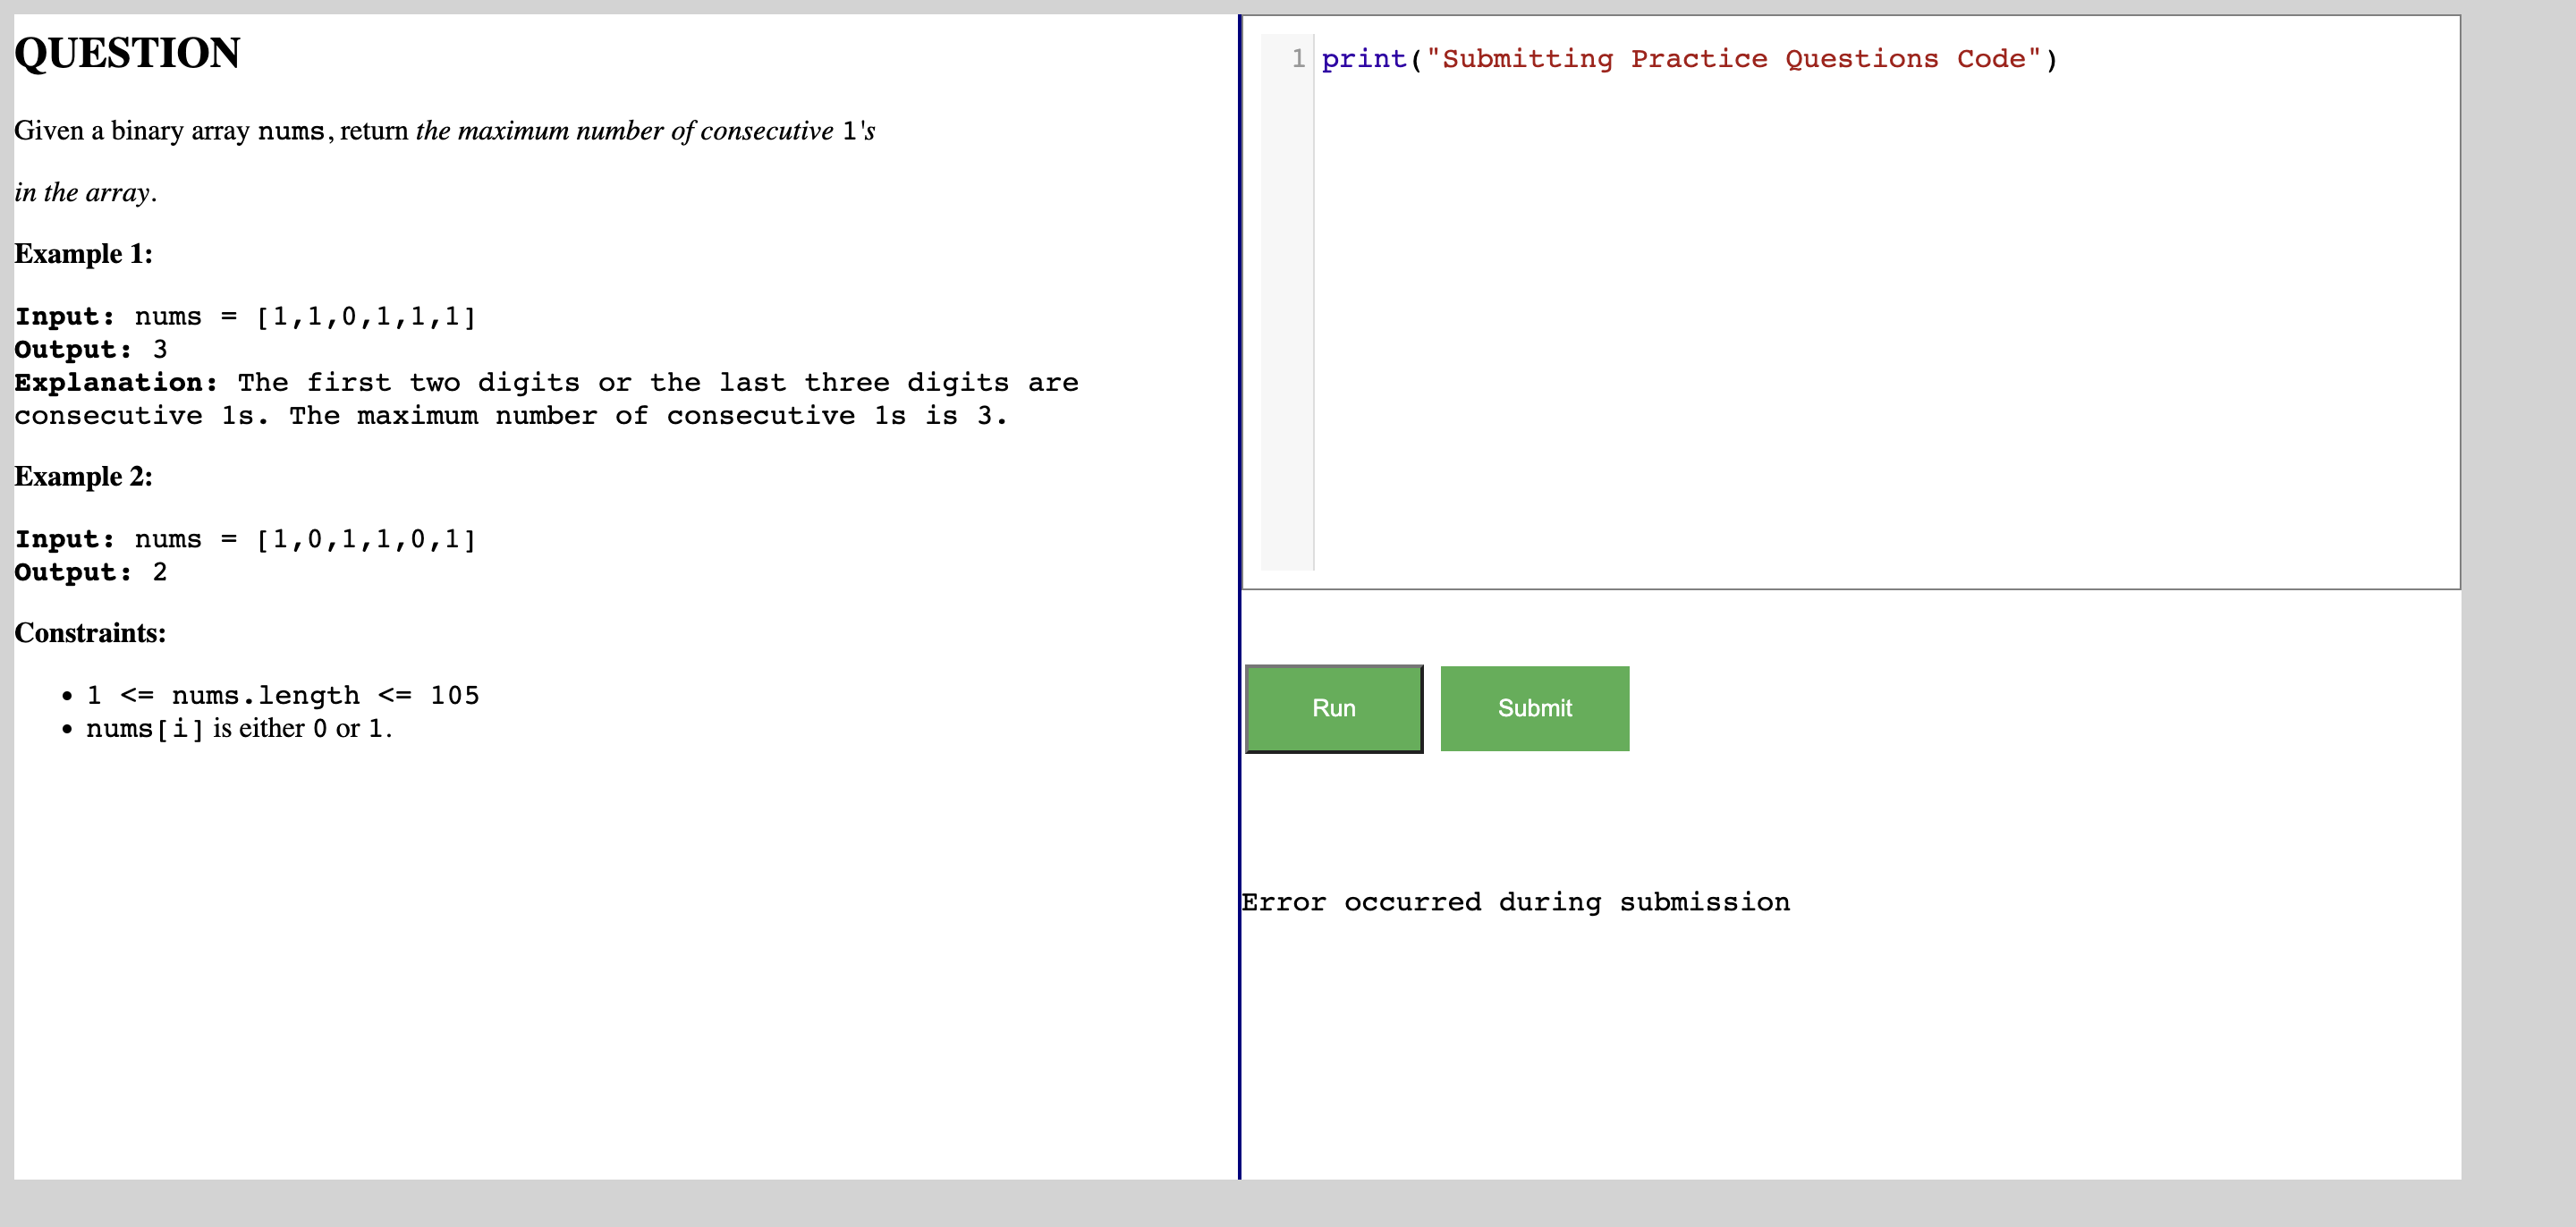 QUESTION
Given a binary array nums, return the maximum number of consecutive 1's
in the array.
Example 1:
Input: nums = [1,1,0,1,1,1]
Output: 3
Explanation: The first two digits or the last three digits are
consecutive 1s. The maximum number of consecutive 1s is 3.
Example 2:
Input: nums = [1,0,1,1,0,1]
Output: 2
Constraints:
• 1 <= nums.length <= 105
• nums[i] is either 0 or 1.
1 print("Submitting Practice Questions Code")
Run Submit
Error occurred during submission